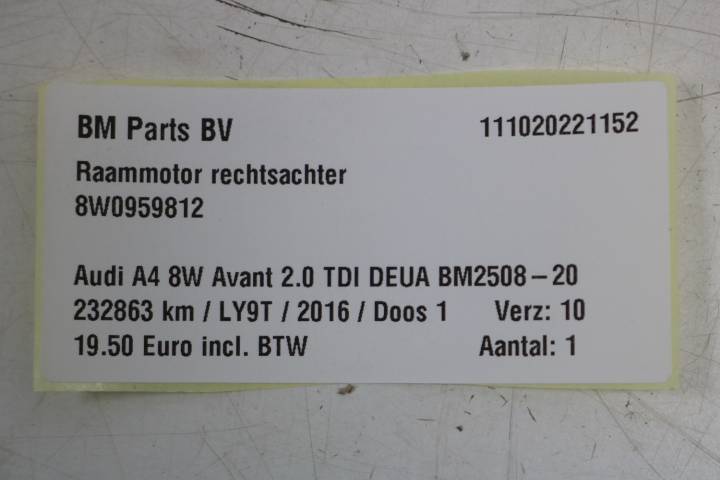 BM Parts BV 111020221152
Raammotor rechtsachter
8W0959812
Audi A4 8W Avant 2.0 TDI DEUA BM2508-20
232863 km / LY9T / 2016 / Doos 1 Verz: 10
19.50 Euro incl. BTW Aantal: 1